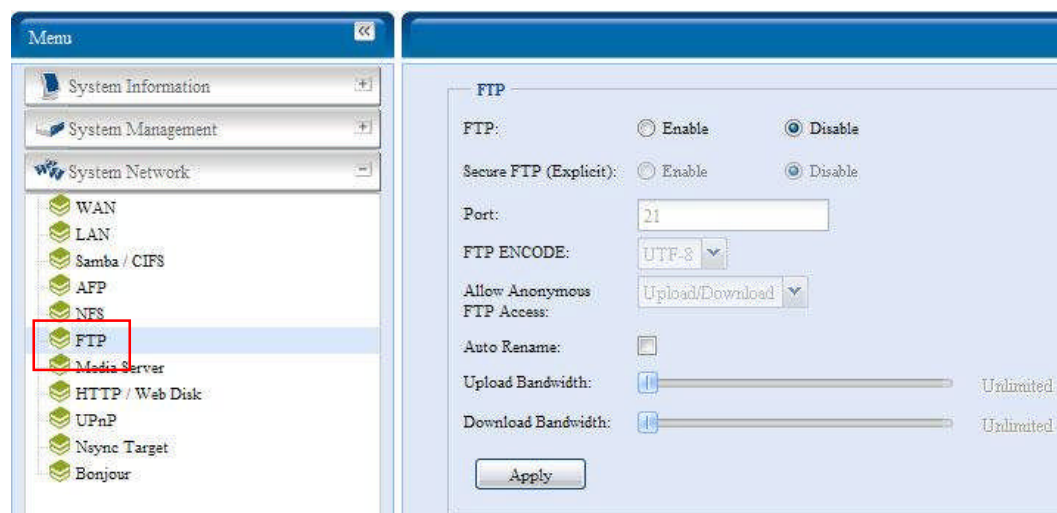 Menu
System Information
System Management
System Network
WAN
LAN
Samba / CIFS
AFP
NFS
FTP
Media Server
HTTP / Web Disk
UPnP
Nsync Target
Bonjour
FTP
FTP: Enable Disable
Secure FTP (Explicit): Enable Disable
Port: 21
FTP ENCODE: UTF-8
Allow Anonymous Upload/Download
FTP Access:
Auto Rename:
Upload Bandwidth: Unlimited
Download Bandwidth: Unlimited
Apply